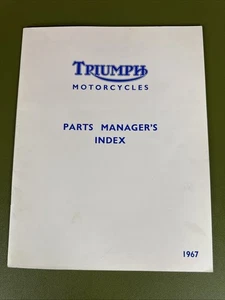 TRIUMPH
MOTORCYCLES
PARTS MANAGER'S
INDEX
1967